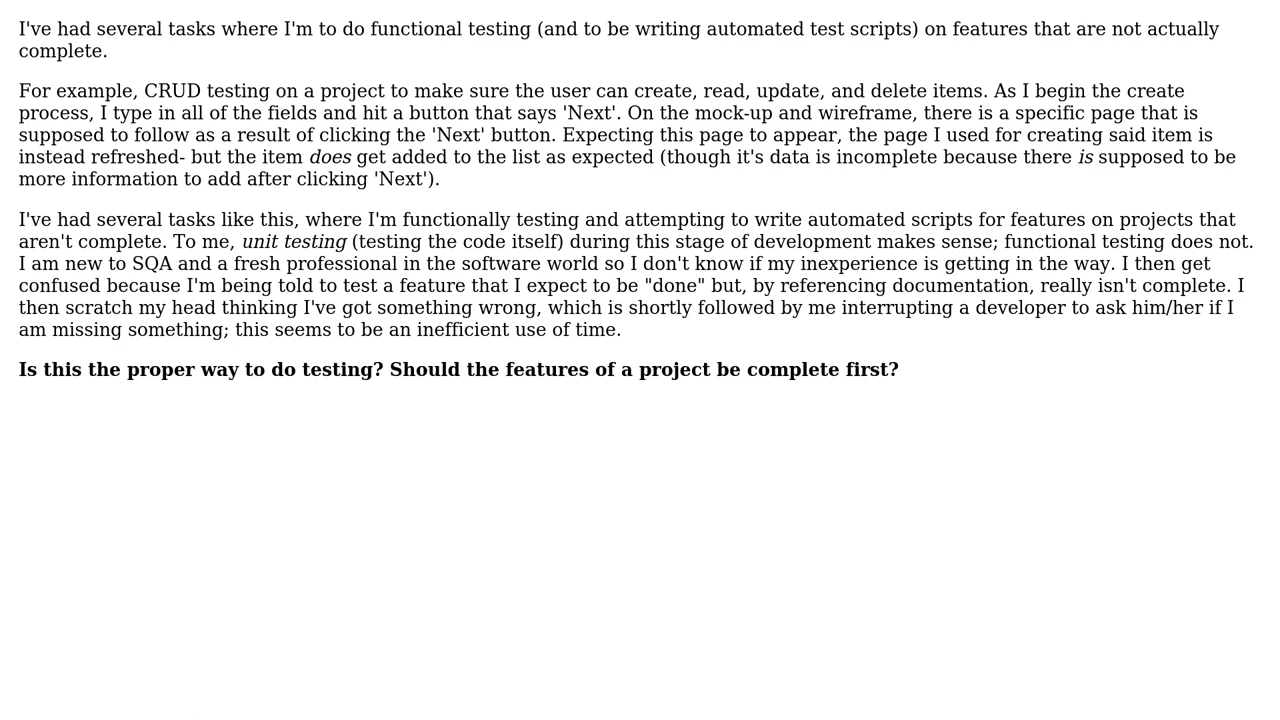 I've had several tasks where I'm to do functional testing (and to be writing automated test scripts) on features that are not actually
complete.
For example, CRUD testing on a project to make sure the user can create, read, update, and delete items. As I begin the create
process, I type in all of the fields and hit a button that says 'Next'. On the mock-up and wireframe, there is a specific page that is
supposed to follow as a result of clicking the 'Next' button. Expecting this page to appear, the page I used for creating said item is
instead refreshed- but the item does get added to the list as expected (though it's data is incomplete because there is supposed to be
more information to add after clicking 'Next').
I've had several tasks like this, where I'm functionally testing and attempting to write automated scripts for features on projects that
aren't complete. To me, unit testing (testing the code itself) during this stage of development makes sense; functional testing does not.
I am new to SQA and a fresh professional in the software world so I don't know if my inexperience is getting in the way. I then get
confused because I'm being told to test a feature that I expect to be "done" but, by referencing documentation, really isn't complete. I
then scratch my head thinking I've got something wrong, which is shortly followed by me interrupting a developer to ask him/her if I
am missing something; this seems to be an inefficient use of time.
Is this the proper way to do testing? Should the features of a project be complete first?